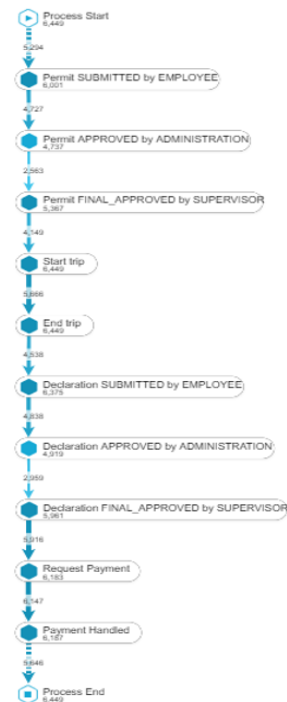 Process Start
6,449
5,294
Permit SUBMITTED by EMPLOYEE
6,001
4,727
Permit APPROVED by ADMINISTRATION
4,737
2,563
Permit FINAL_APPROVED by SUPERVISOR
5,367
4,149
Start trip
6,449
5,666
End trip
6,449
4,538
Declaration SUBMITTED by EMPLOYEE
6,375
4,838
Declaration APPROVED by ADMINISTRATION
4,919
2,959
Declaration FINAL_APPROVED by SUPERVISOR
5,961
5,916
Request Payment
6,183
6,147
Payment Handled
6,187
5,646
Process End
6,449